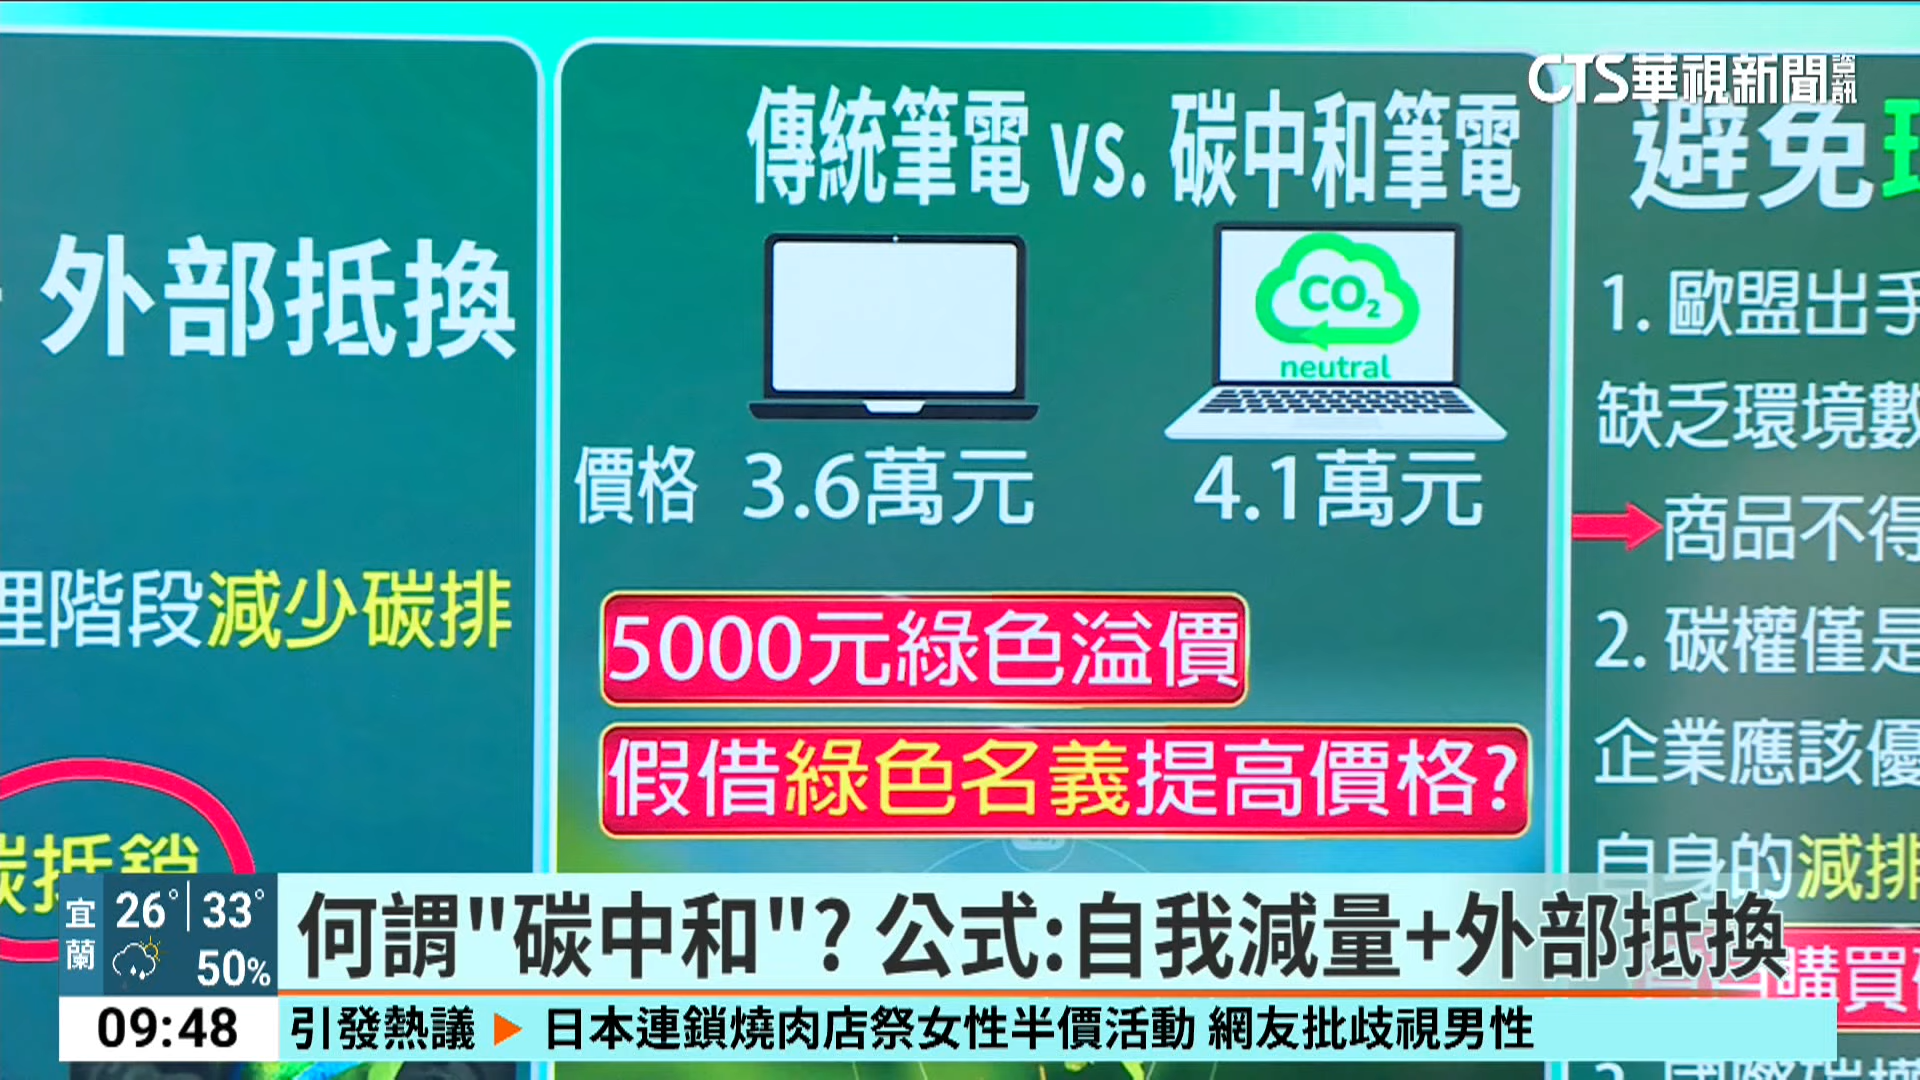 CTS華視新聞資訊
外部抵換
理階段減少碳排
碳抵銷
傳統筆電 vs. 碳中和筆電
CO₂
neutral
價格 3.6萬元 4.1萬元
5000元綠色溢價
假借綠色名義提高價格?
避免
1. 歐盟出手
缺乏環境數
商品不得
2. 碳權僅是
企業應該優
自身的減排
購買
宜蘭 26° 33°
50%
何謂"碳中和"? 公式:自我減量+外部抵換
09:48
引發熱議 ▶ 日本連鎖燒肉店祭女性半價活動 網友批歧視男性